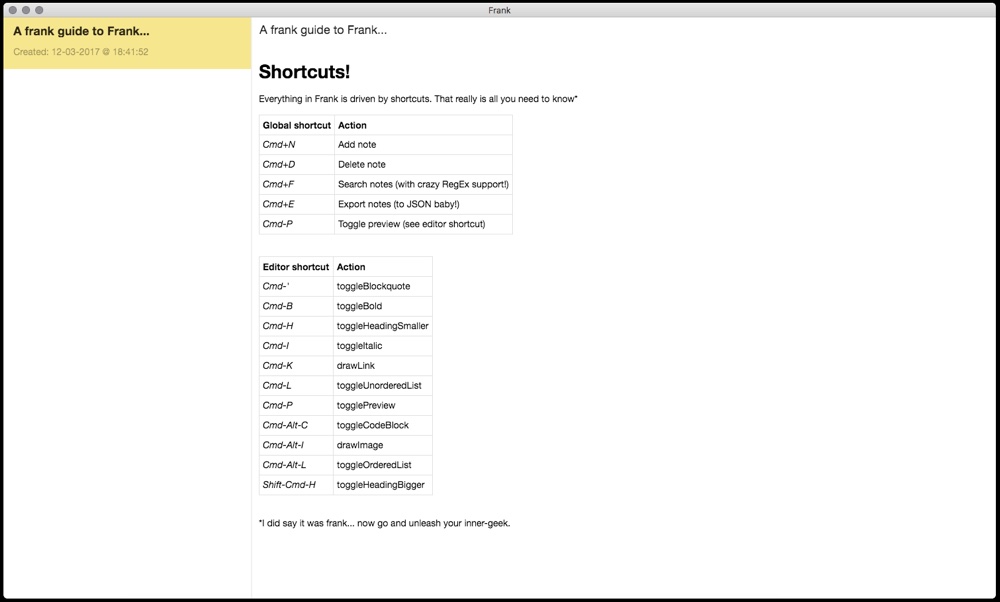 Frank
A frank guide to Frank...
Created: 12-03-2017 @ 18:41:52
A frank guide to Frank...
Shortcuts!
Everything in Frank is driven by shortcuts. That really is all you need to know*
Global shortcut Action
Cmd+N Add note
Cmd+D Delete note
Cmd+F Search notes (with crazy RegEx support!)
Cmd+E Export notes (to JSON baby!)
Cmd-P Toggle preview (see editor shortcut)
Editor shortcut Action
Cmd-' toggleBlockquote
Cmd-B toggleBold
Cmd-H toggleHeadingSmaller
Cmd-I toggleItalic
Cmd-K drawLink
Cmd-L toggleUnorderedList
Cmd-P togglePreview
Cmd-Alt-C toggleCodeBlock
Cmd-Alt-I drawImage
Cmd-Alt-L toggleOrderedList
Shift-Cmd-H toggleHeadingBigger
*I did say it was frank... now go and unleash your inner-geek.